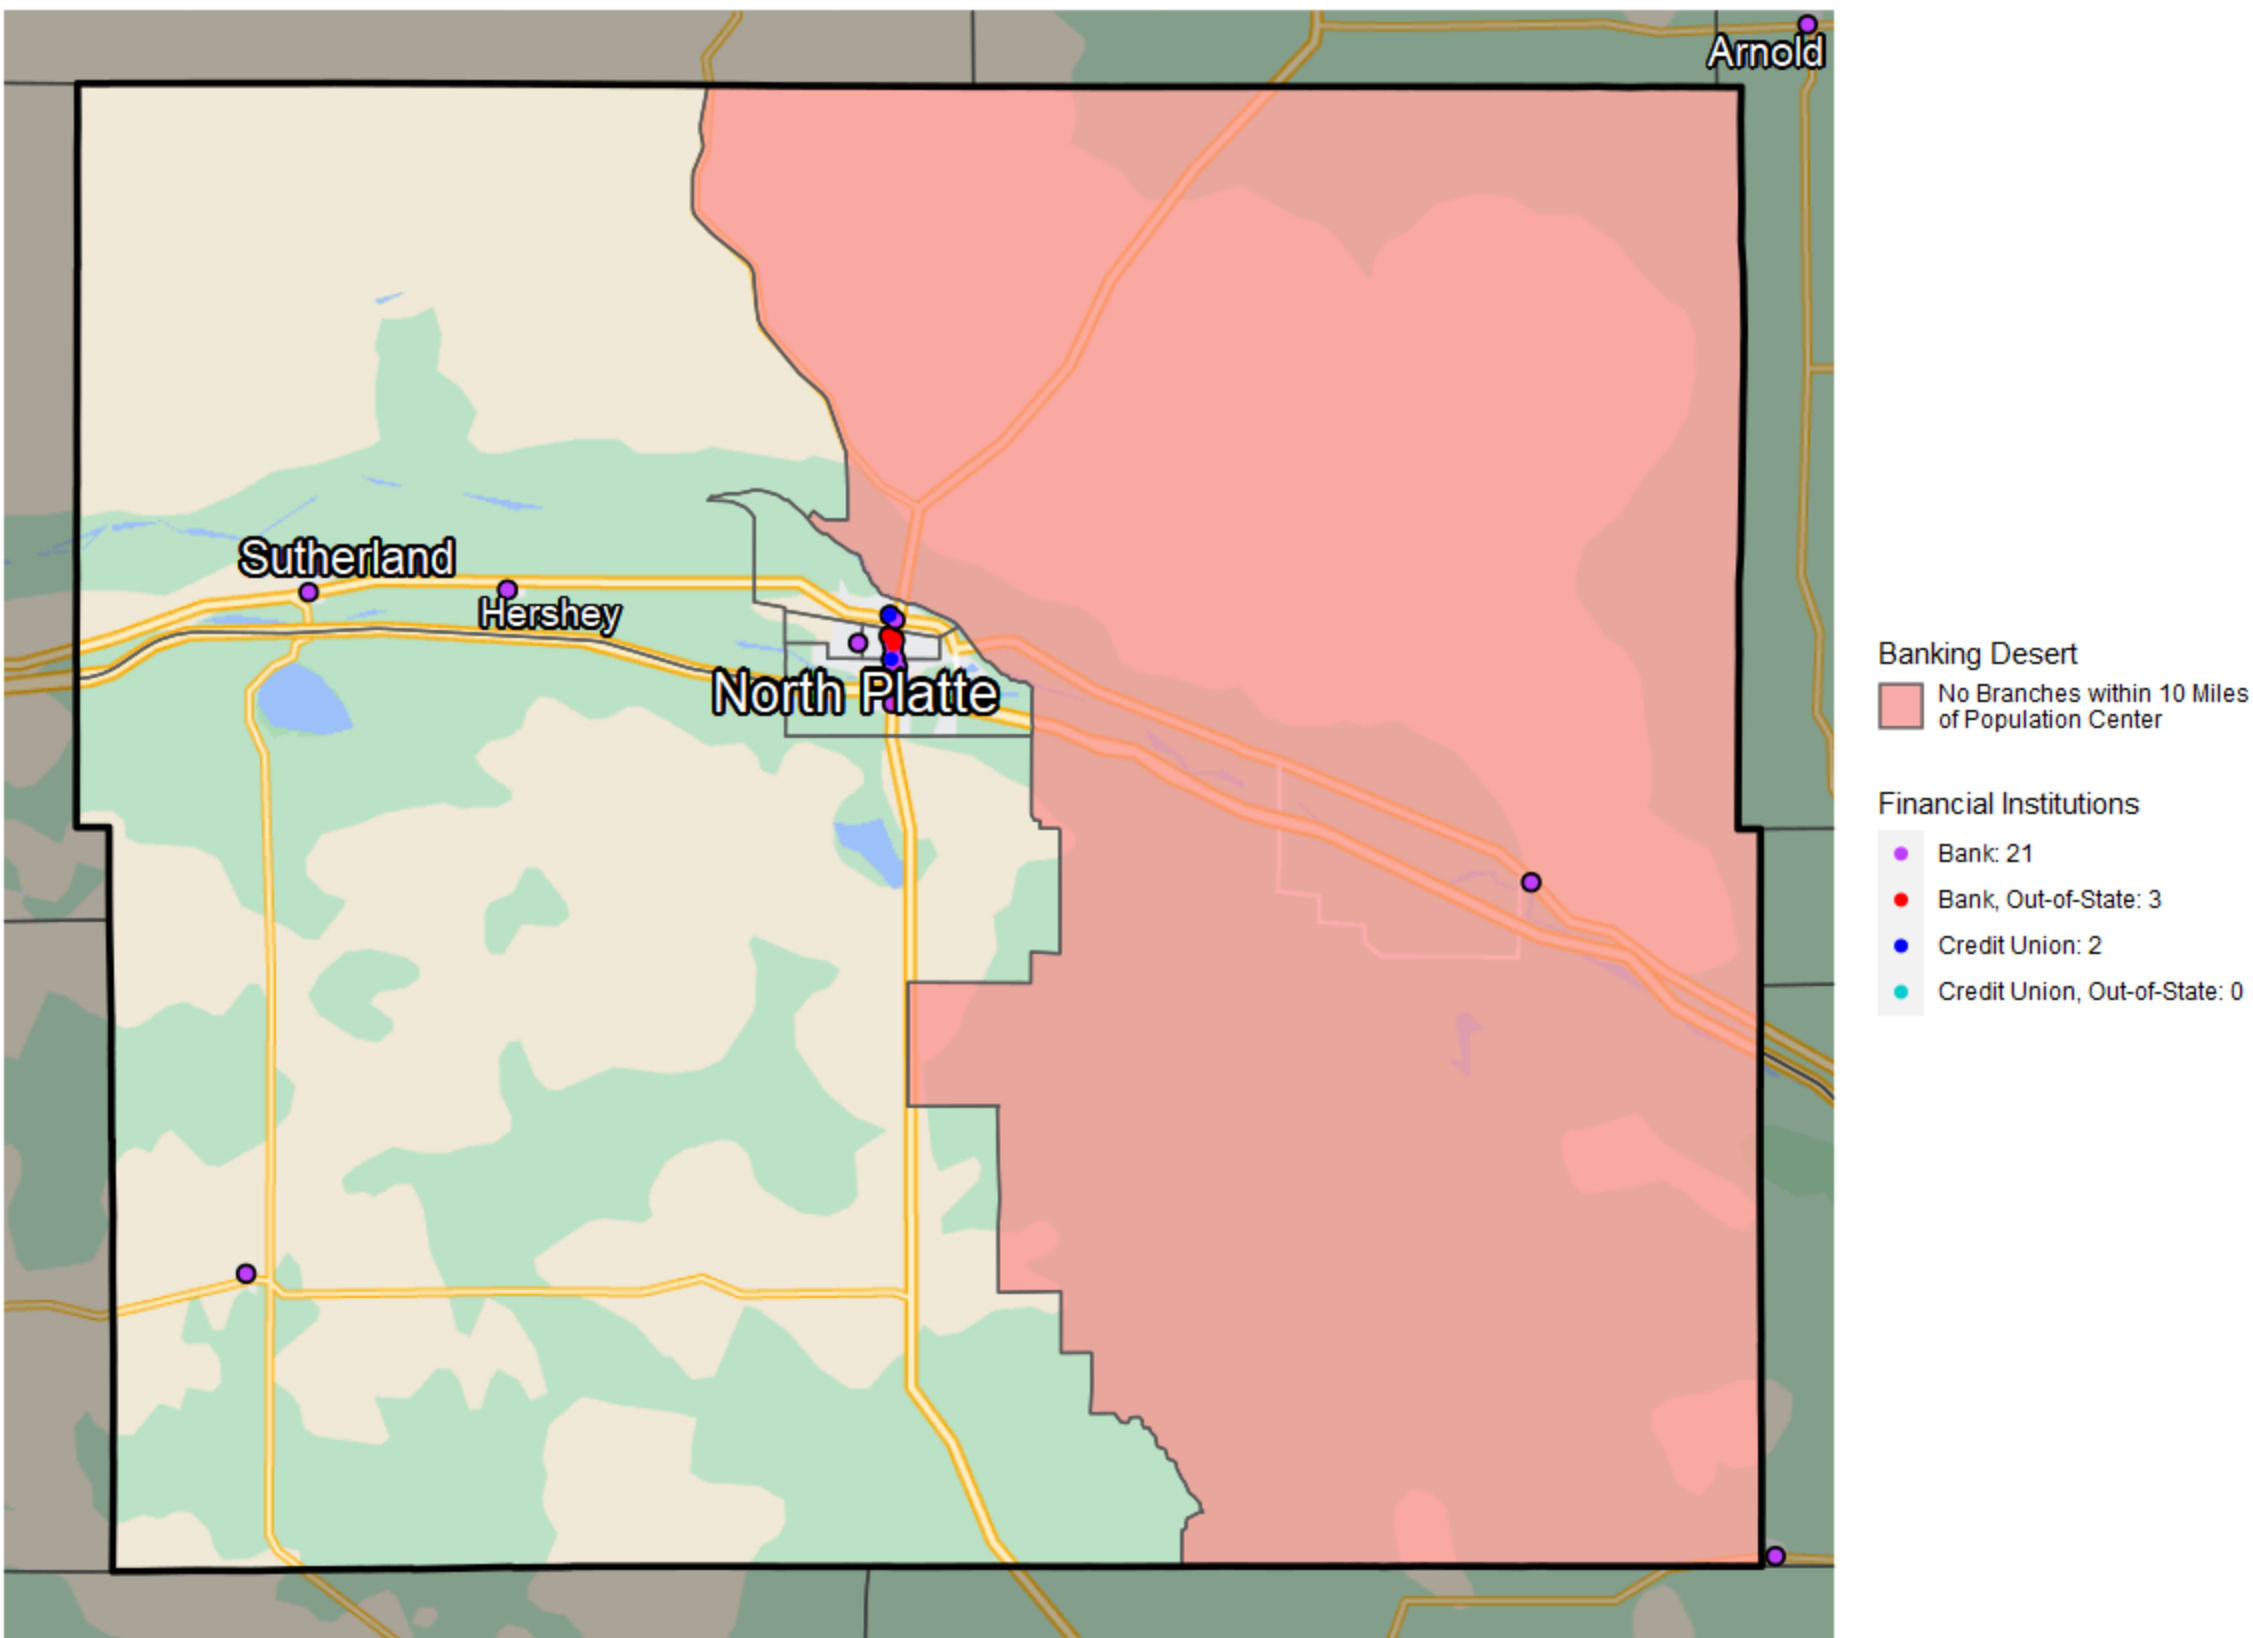 Arnold
Sutherland
Hershey
North Platte
Banking Desert
No Branches within 10 Miles
of Population Center
Financial Institutions
Bank: 21
Bank, Out-of-State: 3
Credit Union: 2
Credit Union, Out-of-State: 0